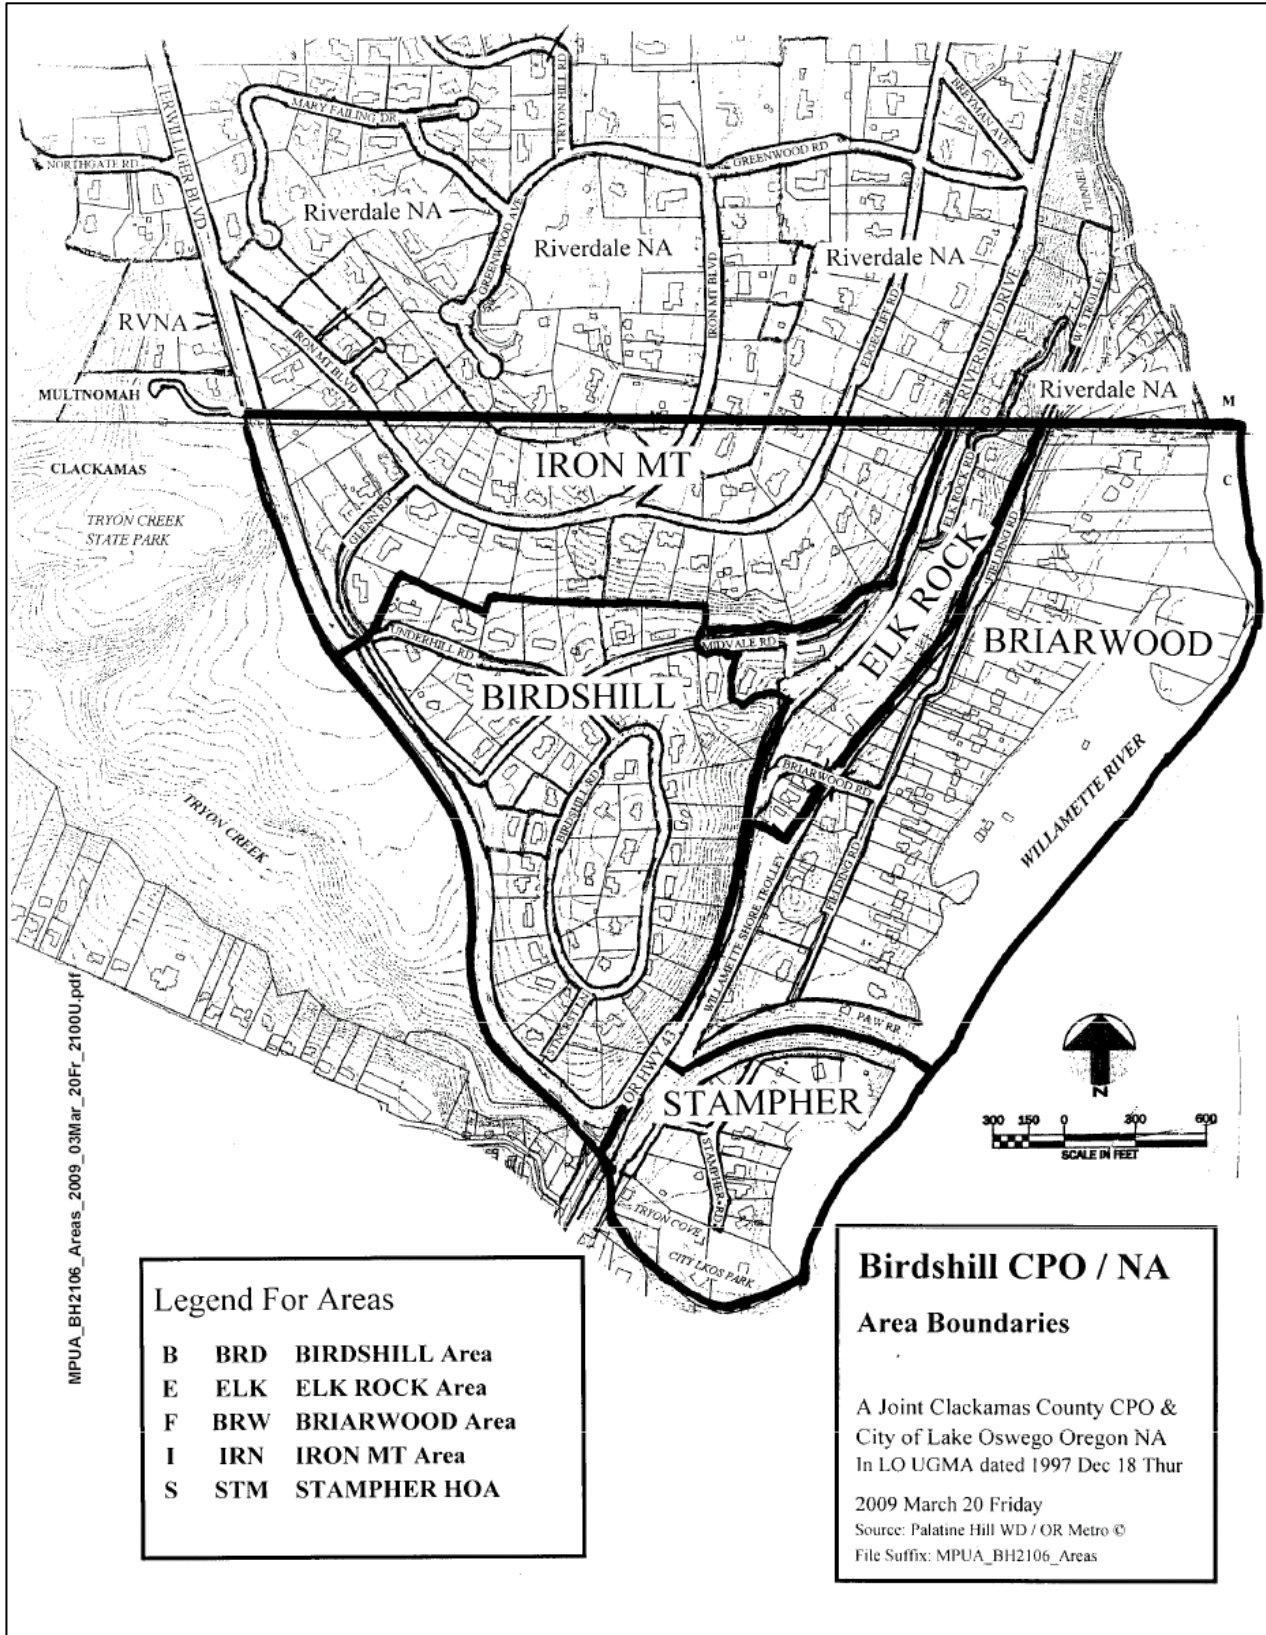 TERWILLIGER BLVD
MARY FAILING DR
TRYON HILL RD
BREYMAN AVE
TUNNEL
ELK ROCK
NORTHGATE RD
GREENWOOD RD
Riverdale NA
GREENWOOD AVE
Riverdale NA
Riverdale NA
IRON MT BLVD
W S TROLLEY
RVNA
IRON MT BLVD
EDGECLIFF RD
RIVERSIDE DRIVE
MULTNOMAH
Riverdale NA
M
CLACKAMAS
IRON MT
ELK ROCK RD
C
TRYON CREEK
STATE PARK
GLENN RD
FIELDING RD
ELK ROCK
UNDERHILL RD
MIDVALE RD
BRIARWOOD
BIRDSHILL
BRIARWOOD RD
BIRDSHILL RD
TRYON CREEK
WILLAMETTE RIVER
FIELDING RD
WILLAMETTE SHORE TROLLEY
P&W RR
OR HWY 43
STAMPHER
STAMPHER RD
N
300 150 0 300 600
SCALE IN FEET
TRYON COVE
CITY LKOS PARK
MPUA_BH2106_Areas_2009_03Mar_20Fr_2100U.pdf
Legend For Areas
B BRD BIRDSHILL Area
E ELK ELK ROCK Area
F BRW BRIARWOOD Area
I IRN IRON MT Area
S STM STAMPHER HOA
Birdshill CPO / NA
Area Boundaries
A Joint Clackamas County CPO &
City of Lake Oswego Oregon NA
In LO UGMA dated 1997 Dec 18 Thur
2009 March 20 Friday
Source: Palatine Hill WD / OR Metro ©
File Suffix: MPUA_BH2106_Areas